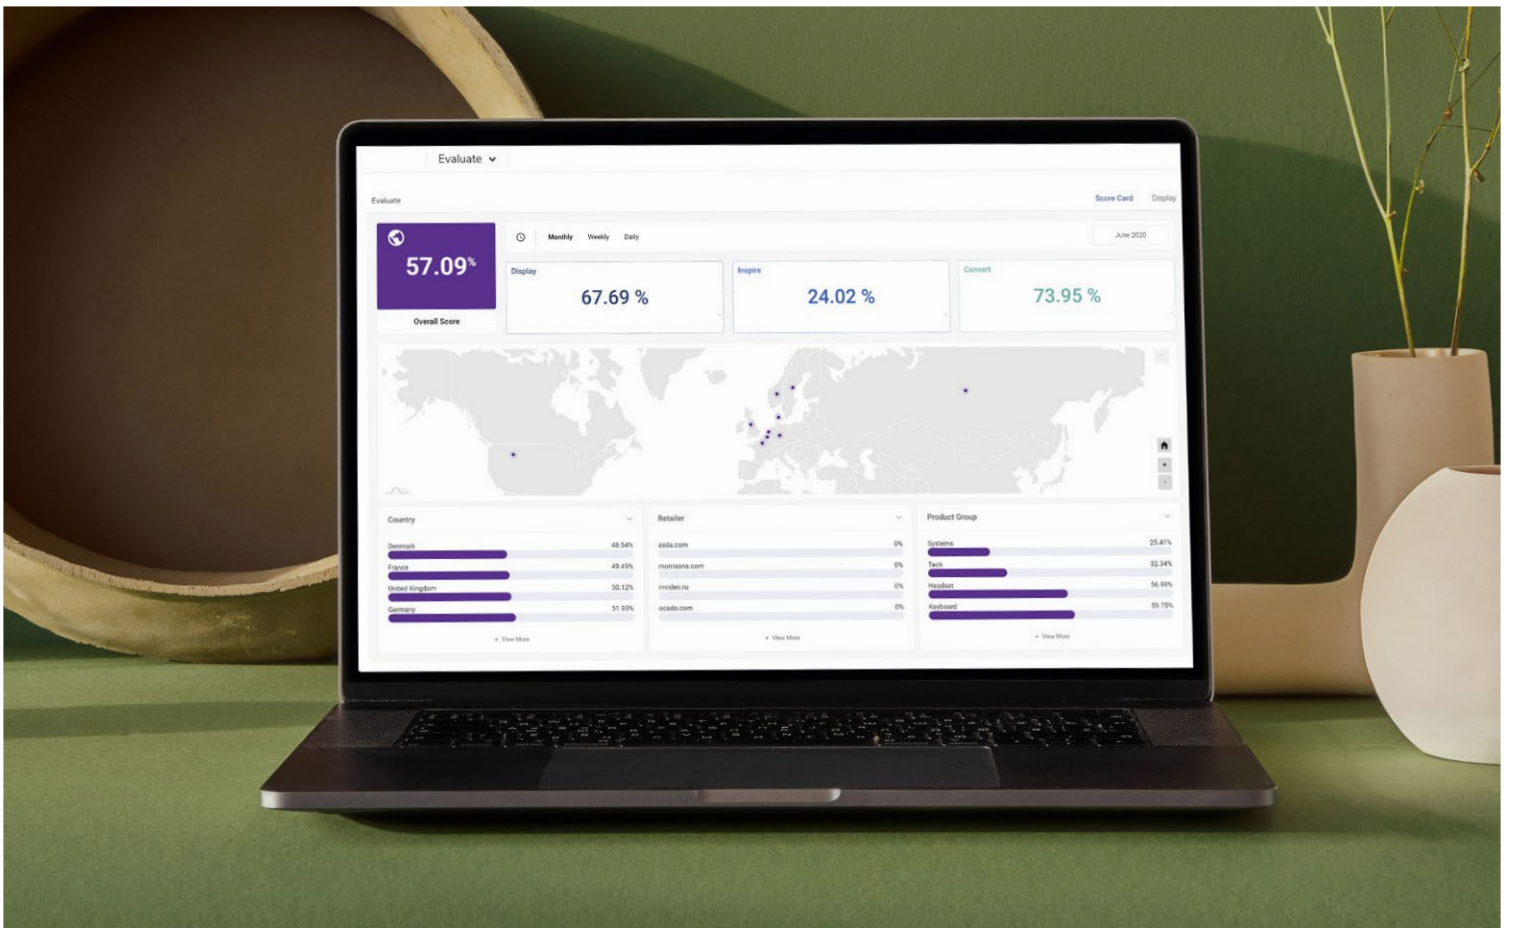 Evaluate
Evaluate
Score Card Display
57.09%
Overall Score
Monthly Weekly Daily
June 2020
Display
67.69 %
Inspire
24.02 %
Convert
73.95 %
Country
Denmark 48.54%
France 49.49%
United Kingdom 50.12%
Germany 51.93%
+ View More
Retailer
asda.com 0%
morrisons.com 0%
mvideo.ru 0%
ocado.com 0%
+ View More
Product Group
Systems 25.41%
Tech 32.34%
Headset 56.99%
Keyboard 59.75%
+ View More